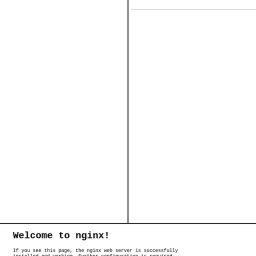 Welcome to nginx!
If you see this page, the nginx web server is successfully
installed and working. Further configuration is required.